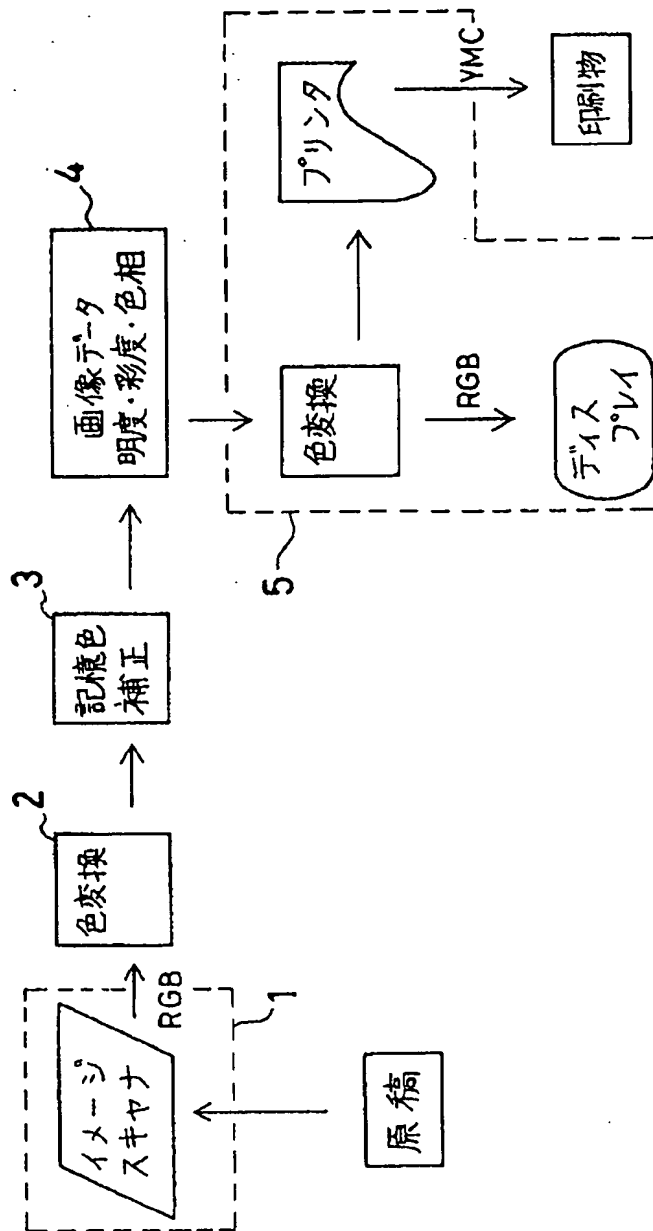 原稿
イメージ
スキャナ
1
RGB
2
色変換
3
記憶色
補正
4
画像データ
明度・彩度・色相
5
色変換
RGB
ディス
プレイ
プリンタ
YMC
印刷物